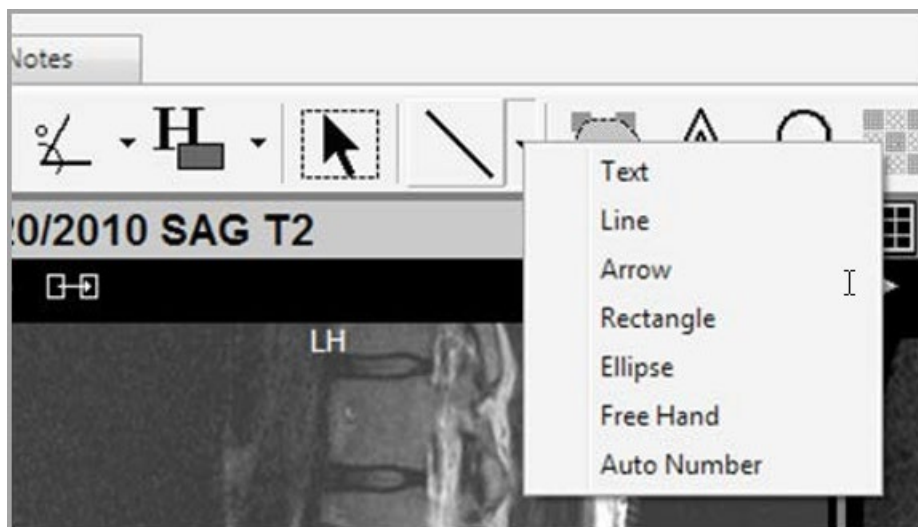 Notes
H
:0/2010 SAG T2
LH
Text
Line
Arrow
Rectangle
Ellipse
Free Hand
Auto Number